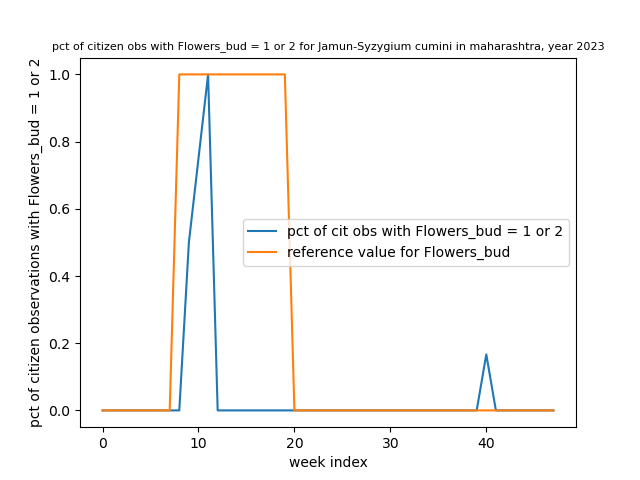 pct of citizen obs with Flowers_bud = 1 or 2 for Jamun-Syzygium cumini in maharashtra, year 2023
pct of citizen observations with Flowers_bud = 1 or 2
1.0
0.8
0.6
0.4
0.2
0.0
pct of cit obs with Flowers_bud = 1 or 2
reference value for Flowers_bud
0 10 20 30 40
week index